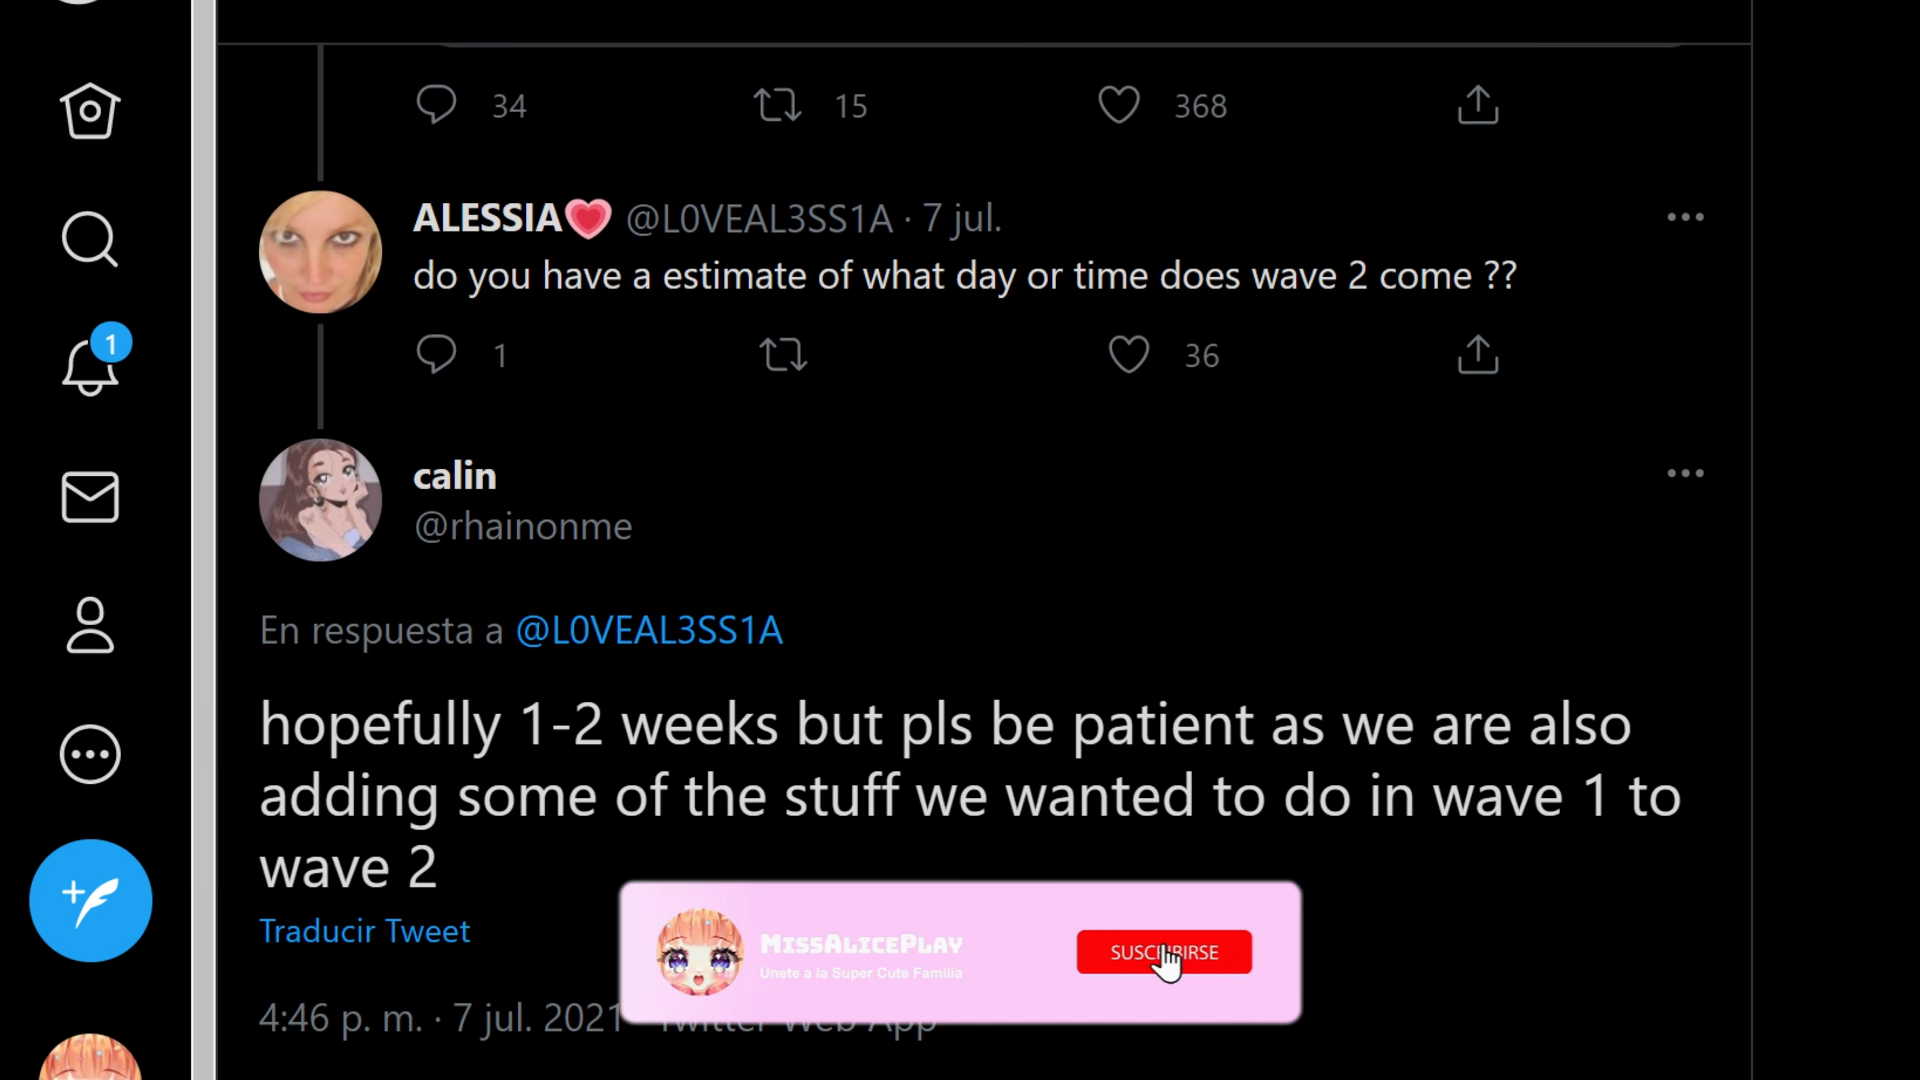 34 15 368
ALESSIA @L0VEAL3SS1A · 7 jul.
do you have a estimate of what day or time does wave 2 come ??
1 36
1
calin
@rhainonme
En respuesta a @L0VEAL3SS1A
hopefully 1-2 weeks but pls be patient as we are also
adding some of the stuff we wanted to do in wave 1 to
wave 2
Traducir Tweet
MISSALICEPLAY
Únete a la Super Cute Familia
SUSCRIBIRSE
4:46 p. m. · 7 jul. 2021 · Twitter Web App